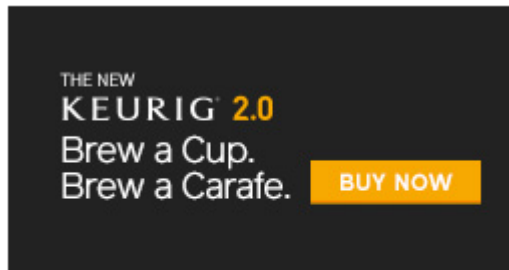 THE NEW
KEURIG® 2.0
Brew a Cup.
Brew a Carafe.
BUY NOW